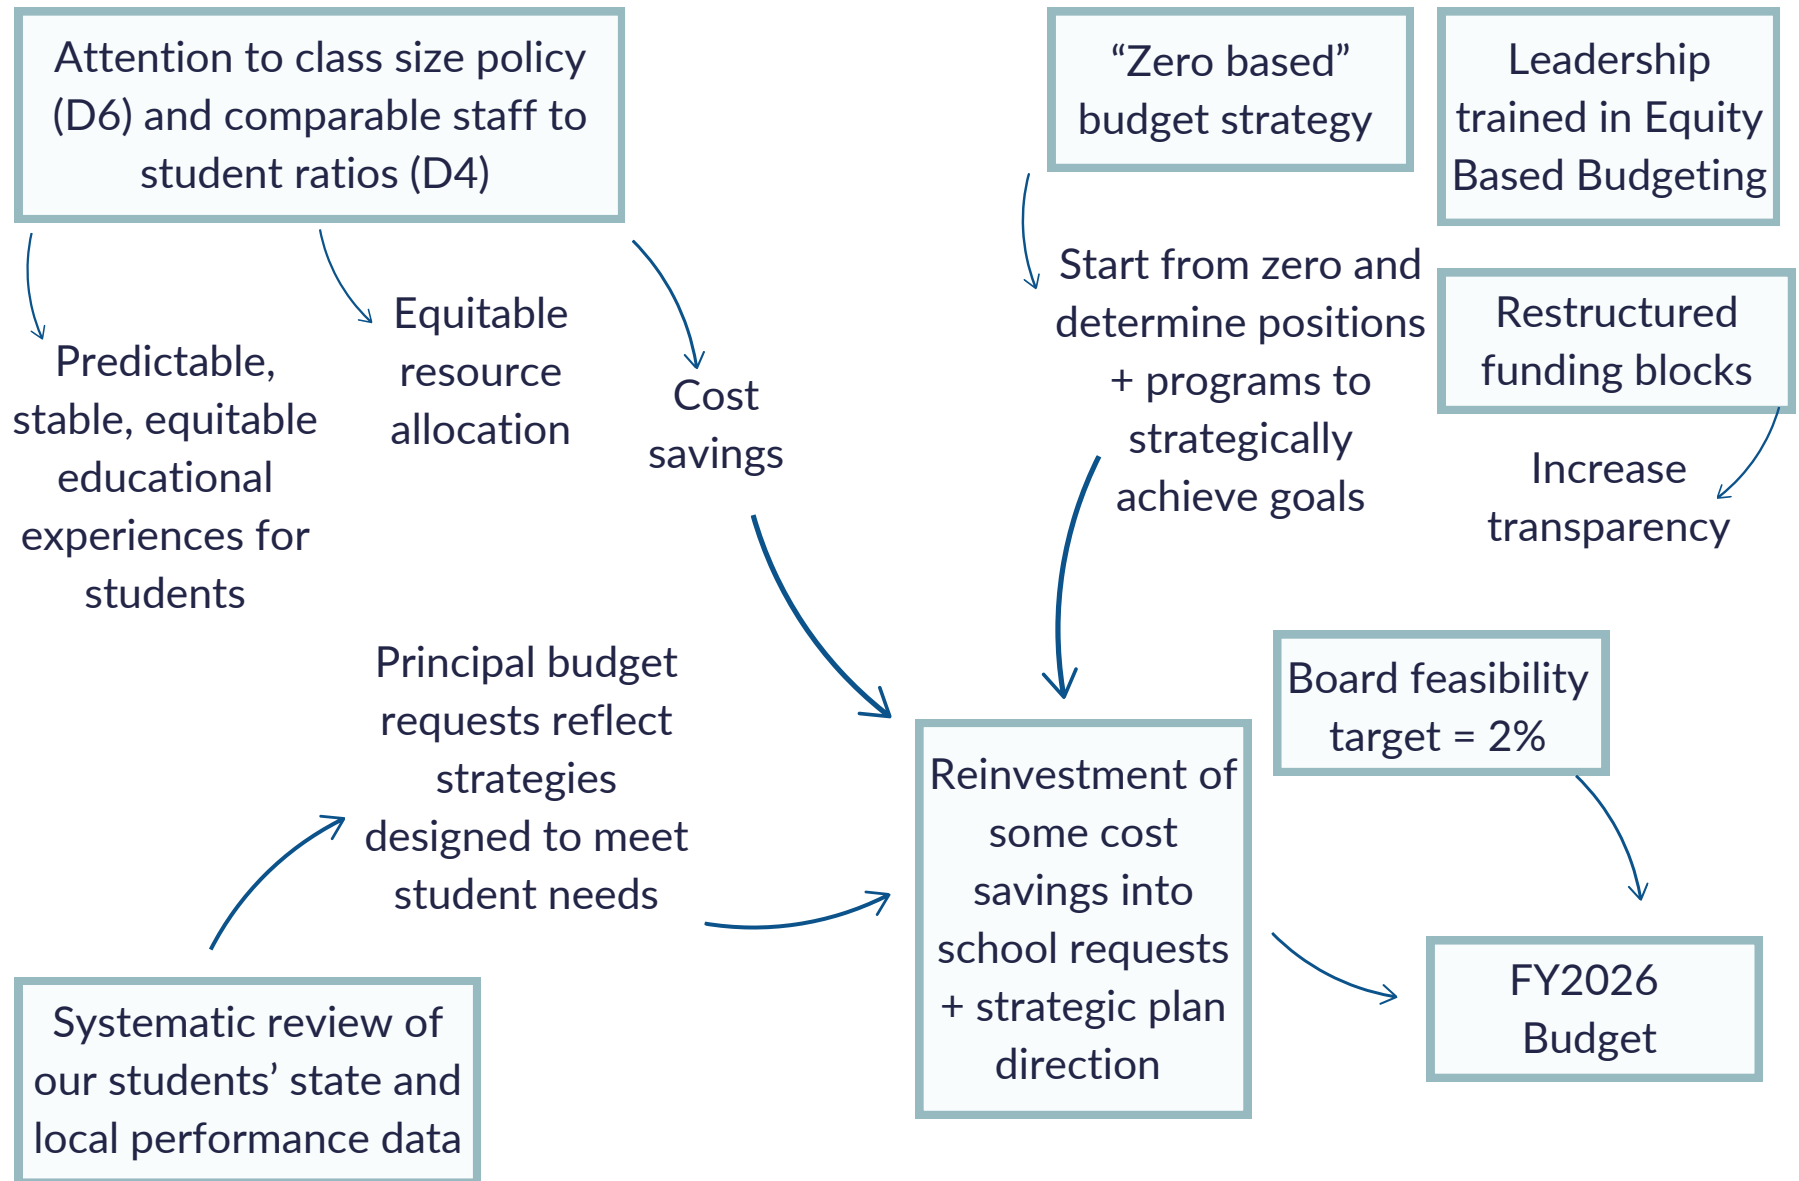 Attention to class size policy
(D6) and comparable staff to
student ratios (D4)
“Zero based”
budget strategy
Leadership
trained in Equity
Based Budgeting
Predictable,
stable, equitable
educational
experiences for
students
Equitable
resource
allocation
Cost
savings
Start from zero and
determine positions
+ programs to
strategically
achieve goals
Restructured
funding blocks
Increase
transparency
Principal budget
requests reflect
strategies
designed to meet
student needs
Board feasibility
target = 2%
Reinvestment of
some cost
savings into
school requests
+ strategic plan
direction
FY2026
Budget
Systematic review of
our students’ state and
local performance data